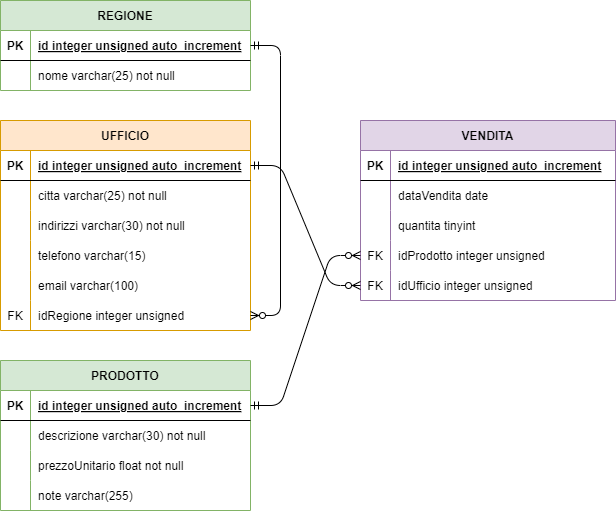 REGIONE
PK id integer unsigned auto_increment
nome varchar(25) not null
UFFICIO
PK id integer unsigned auto_increment
citta varchar(25) not null
indirizzi varchar(30) not null
telefono varchar(15)
email varchar(100)
FK idRegione integer unsigned
PRODOTTO
PK id integer unsigned auto_increment
descrizione varchar(30) not null
prezzoUnitario float not null
note varchar(255)
VENDITA
PK id integer unsigned auto_increment
dataVendita date
quantita tinyint
FK idProdotto integer unsigned
FK idUfficio integer unsigned